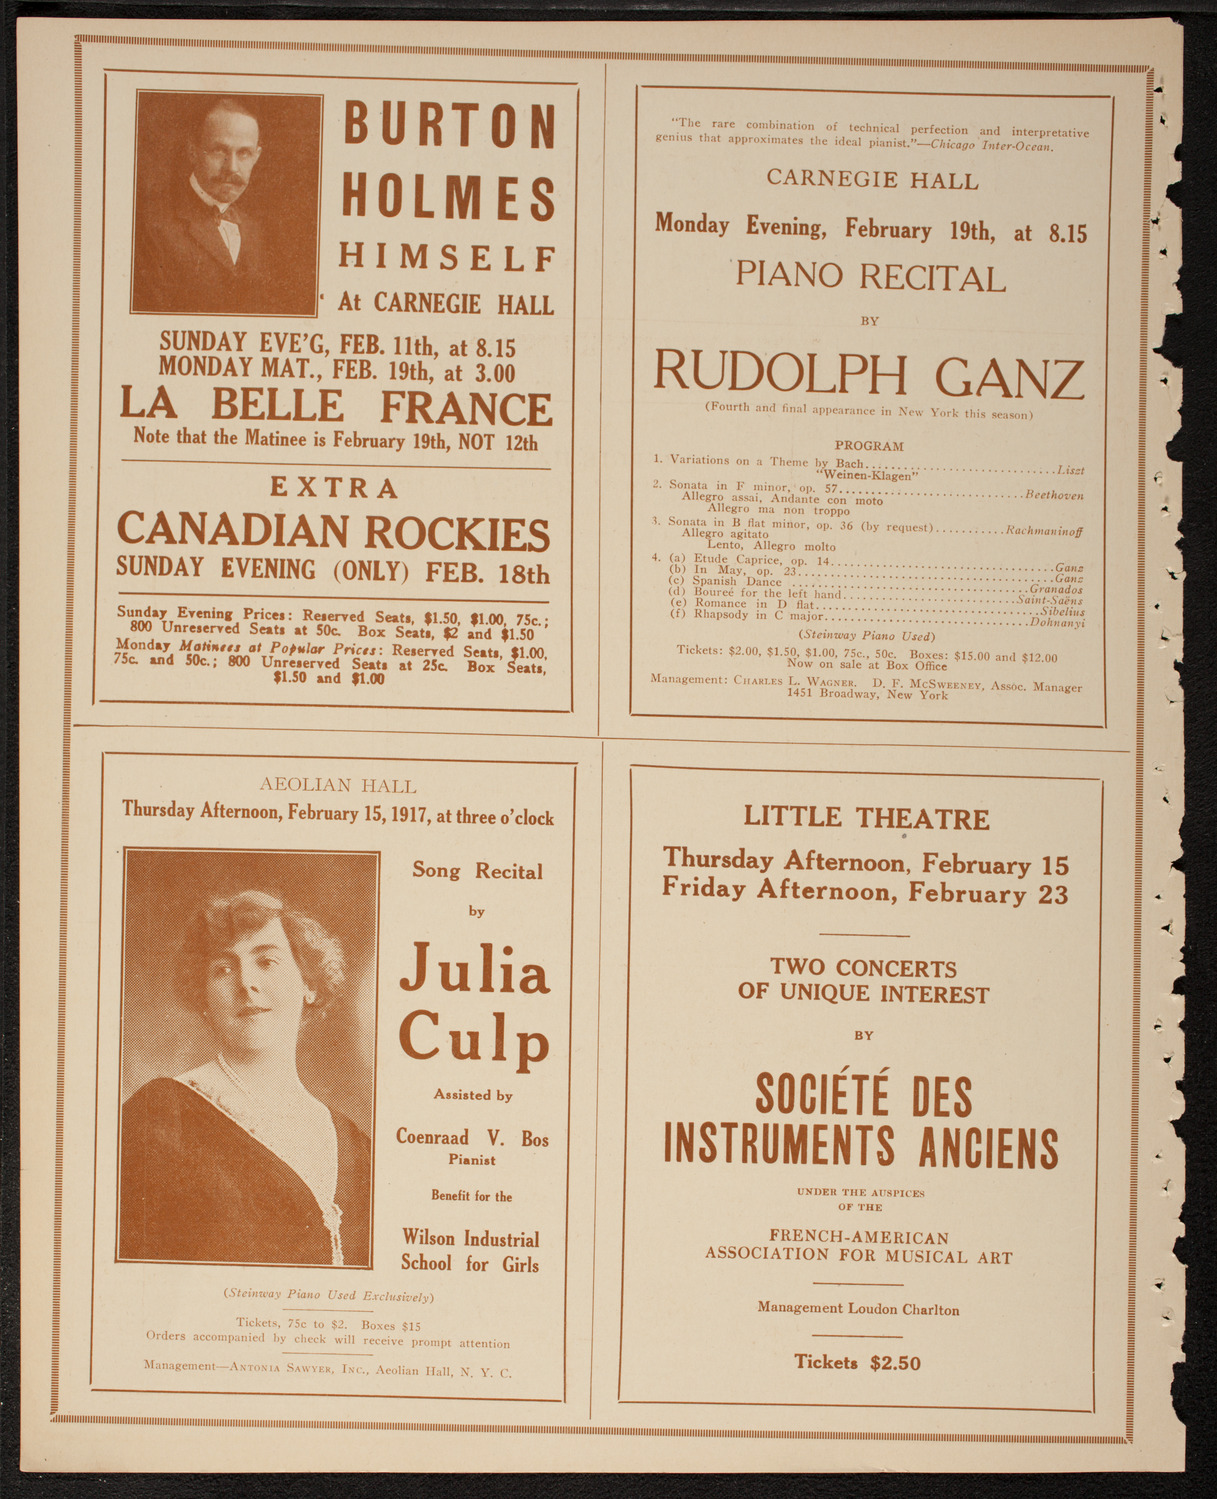 BURTON
HOLMES
HIMSELF
At CARNEGIE HALL
SUNDAY EVE'G, FEB. 11th, at 8.15
MONDAY MAT., FEB. 19th, at 3.00
LA BELLE FRANCE
Note that the Matinee is February 19th, NOT 12th
EXTRA
CANADIAN ROCKIES
SUNDAY EVENING (ONLY) FEB. 18th
Sunday Evening Prices: Reserved Seats, $1.50, $1.00, 75c.;
800 Unreserved Seats at 50c. Box Seats, $2 and $1.50
Monday Matinees at Popular Prices: Reserved Seats, $1.00,
75c. and 50c.; 800 Unreserved Seats at 25c. Box Seats,
$1.50 and $1.00
"The rare combination of technical perfection and interpretative
genius that approximates the ideal pianist."—Chicago Inter-Ocean.
CARNEGIE HALL
Monday Evening, February 19th, at 8.15
PIANO RECITAL
BY
RUDOLPH GANZ
(Fourth and final appearance in New York this season)
PROGRAM
1. Variations on a Theme by Bach..............................Liszt
"Weinen-Klagen"
2. Sonata in F minor, op. 57..............................Beethoven
Allegro assai, Andante con moto
Allegro ma non troppo
3. Sonata in B flat minor, op. 36 (by request)..........Rachmaninoff
Allegro agitato
Lento, Allegro molto
4. (a) Etude Caprice, op. 14..............................Ganz
(b) In May, op. 23..............................Ganz
(c) Spanish Dance ..............................Granados
(d) Boureé for the left hand..............................Saint-Saëns
(e) Romance in D flat..............................Sibelius
(f) Rhapsody in C major..............................Dohnanyi
(Steinway Piano Used)
Tickets: $2.00, $1.50, $1.00, 75c., 50c. Boxes: $15.00 and $12.00
Now on sale at Box Office
Management: CHARLES L. WAGNER. D. F. McSWEENEY, Assoc. Manager
1451 Broadway, New York
AEOLIAN HALL
Thursday Afternoon, February 15, 1917, at three o'clock
Song Recital
by
Julia
Culp
Assisted by
Coenraad V. Bos
Pianist
Benefit for the
Wilson Industrial
School for Girls
(Steinway Piano Used Exclusively)
Tickets, 75c to $2. Boxes $15
Orders accompanied by check will receive prompt attention
Management—ANTONIA SAWYER, INC., Aeolian Hall, N. Y. C.
LITTLE THEATRE
Thursday Afternoon, February 15
Friday Afternoon, February 23
TWO CONCERTS
OF UNIQUE INTEREST
BY
SOCIÉTÉ DES
INSTRUMENTS ANCIENS
UNDER THE AUSPICES
OF THE
FRENCH-AMERICAN
ASSOCIATION FOR MUSICAL ART
Management Loudon Charlton
Tickets $2.50